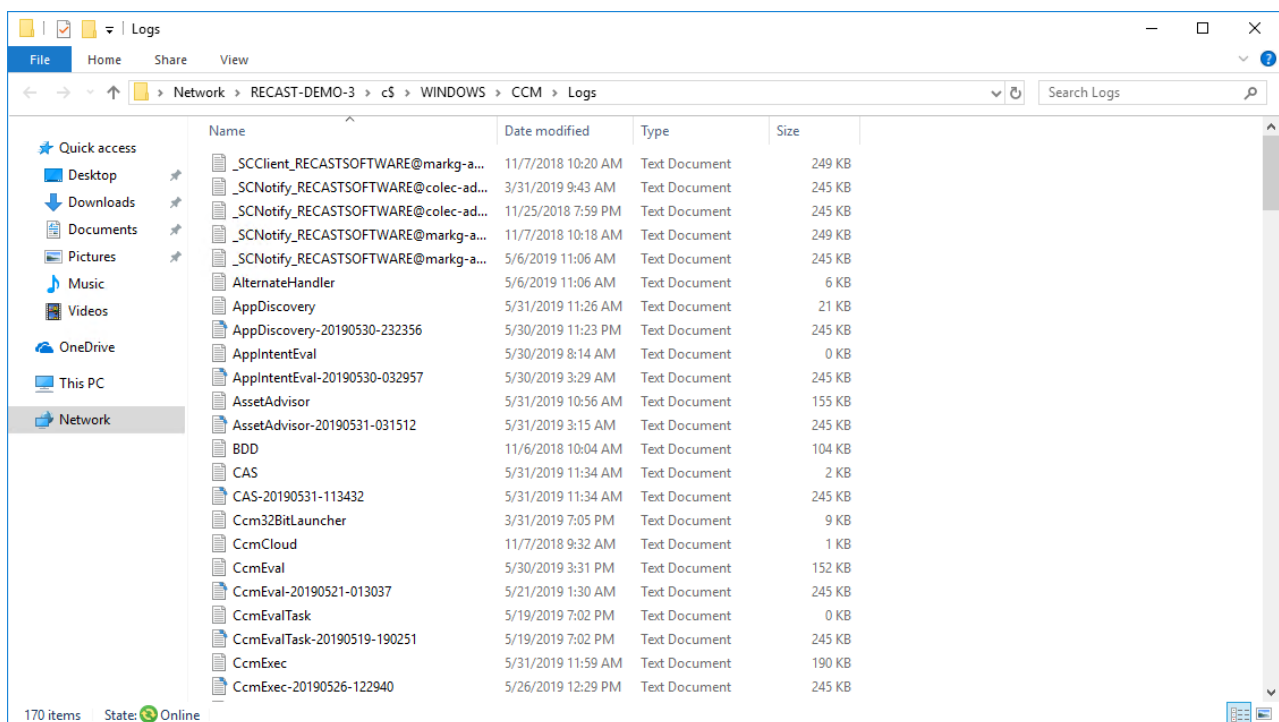 Logs
File Home Share View
Network > RECAST-DEMO-3 > c$ > WINDOWS > CCM > Logs Search Logs
Name Date modified Type Size
Quick access
Desktop
Downloads
Documents
Pictures
Music
Videos
OneDrive
This PC
Network
_SCClient_RECASTSOFTWARE@markg-a... 11/7/2018 10:20 AM Text Document 249 KB
_SCNotify_RECASTSOFTWARE@colec-ad... 3/31/2019 9:43 AM Text Document 245 KB
_SCNotify_RECASTSOFTWARE@colec-ad... 11/25/2018 7:59 PM Text Document 245 KB
_SCNotify_RECASTSOFTWARE@markg-a... 11/7/2018 10:18 AM Text Document 249 KB
_SCNotify_RECASTSOFTWARE@markg-a... 5/6/2019 11:06 AM Text Document 245 KB
AlternateHandler 5/6/2019 11:06 AM Text Document 6 KB
AppDiscovery 5/31/2019 11:26 AM Text Document 21 KB
AppDiscovery-20190530-232356 5/30/2019 11:23 PM Text Document 245 KB
AppIntentEval 5/30/2019 8:14 AM Text Document 0 KB
AppIntentEval-20190530-032957 5/30/2019 3:29 AM Text Document 245 KB
AssetAdvisor 5/31/2019 10:56 AM Text Document 155 KB
AssetAdvisor-20190531-031512 5/31/2019 3:15 AM Text Document 245 KB
BDD 11/6/2018 10:04 AM Text Document 104 KB
CAS 5/31/2019 11:34 AM Text Document 2 KB
CAS-20190531-113432 5/31/2019 11:34 AM Text Document 245 KB
Ccm32BitLauncher 3/31/2019 7:05 PM Text Document 9 KB
CcmCloud 11/7/2018 9:32 AM Text Document 1 KB
CcmEval 5/30/2019 3:31 PM Text Document 152 KB
CcmEval-20190521-013037 5/21/2019 1:30 AM Text Document 245 KB
CcmEvalTask 5/19/2019 7:02 PM Text Document 0 KB
CcmEvalTask-20190519-190251 5/19/2019 7:02 PM Text Document 245 KB
CcmExec 5/31/2019 11:59 AM Text Document 190 KB
CcmExec-20190526-122940 5/26/2019 12:29 PM Text Document 245 KB
170 items State: Online